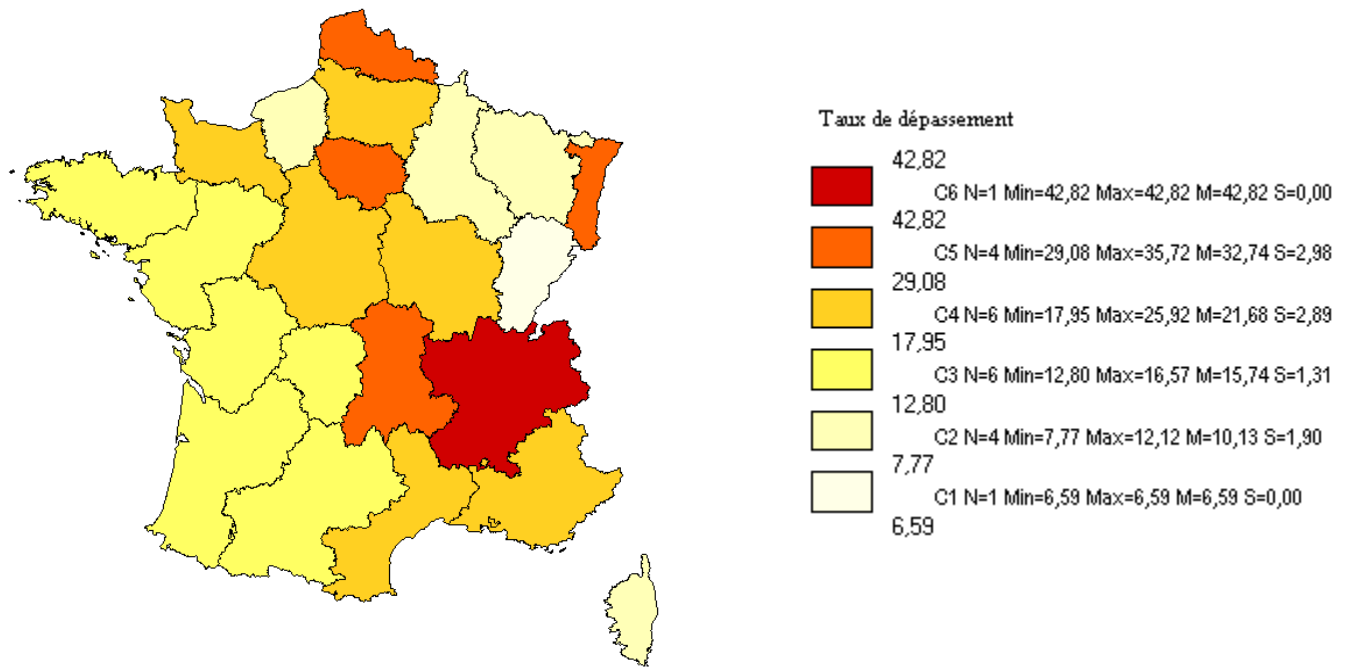 Taux de dépassement
42,82
C6 N=1 Min=42,82 Max=42,82 M=42,82 S=0,00
42,82
C5 N=4 Min=29,08 Max=35,72 M=32,74 S=2,98
29,08
C4 N=6 Min=17,95 Max=25,92 M=21,68 S=2,89
17,95
C3 N=6 Min=12,80 Max=16,57 M=15,74 S=1,31
12,80
C2 N=4 Min=7,77 Max=12,12 M=10,13 S=1,90
7,77
C1 N=1 Min=6,59 Max=6,59 M=6,59 S=0,00
6,59